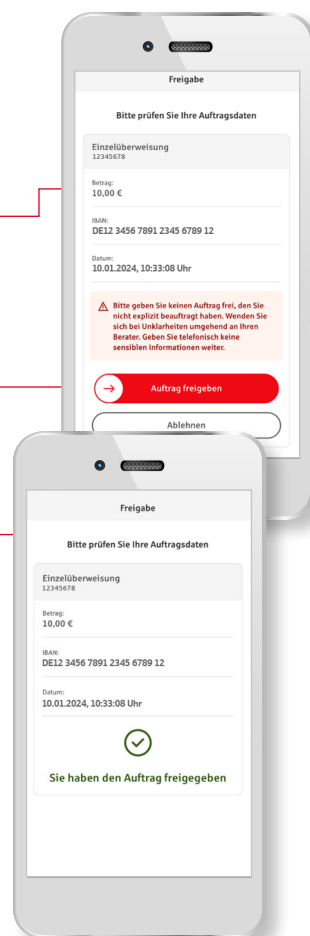 Freigabe
Bitte prüfen Sie Ihre Auftragsdaten
Einzelüberweisung
12345678
Betrag:
10,00 €
IBAN:
DE12 3456 7891 2345 6789 12
Datum:
10.01.2024, 10:33:08 Uhr
Bitte geben Sie keinen Auftrag frei, den Sie
nicht explizit beauftragt haben. Wenden Sie
sich bei Unklarheiten umgehend an Ihren
Berater. Geben Sie telefonisch keine
sensiblen Informationen weiter.
Auftrag freigeben
Ablehnen
Freigabe
Bitte prüfen Sie Ihre Auftragsdaten
Einzelüberweisung
12345678
Betrag:
10,00 €
IBAN:
DE12 3456 7891 2345 6789 12
Datum:
10.01.2024, 10:33:08 Uhr
Sie haben den Auftrag freigegeben